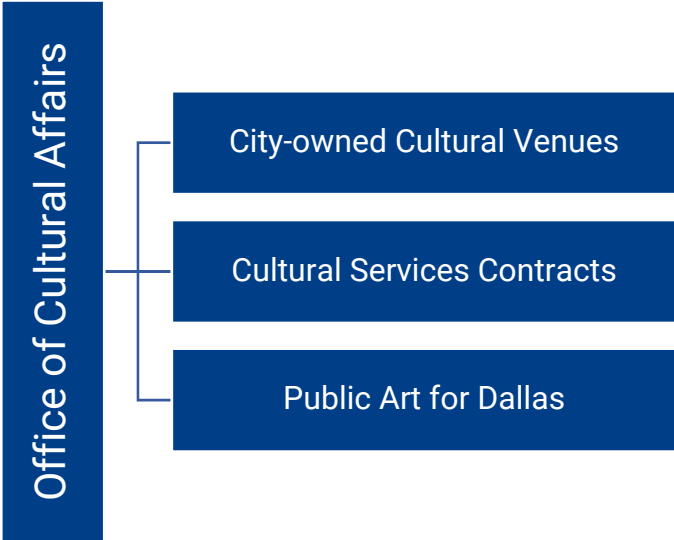 Office of Cultural Affairs
City-owned Cultural Venues
Cultural Services Contracts
Public Art for Dallas